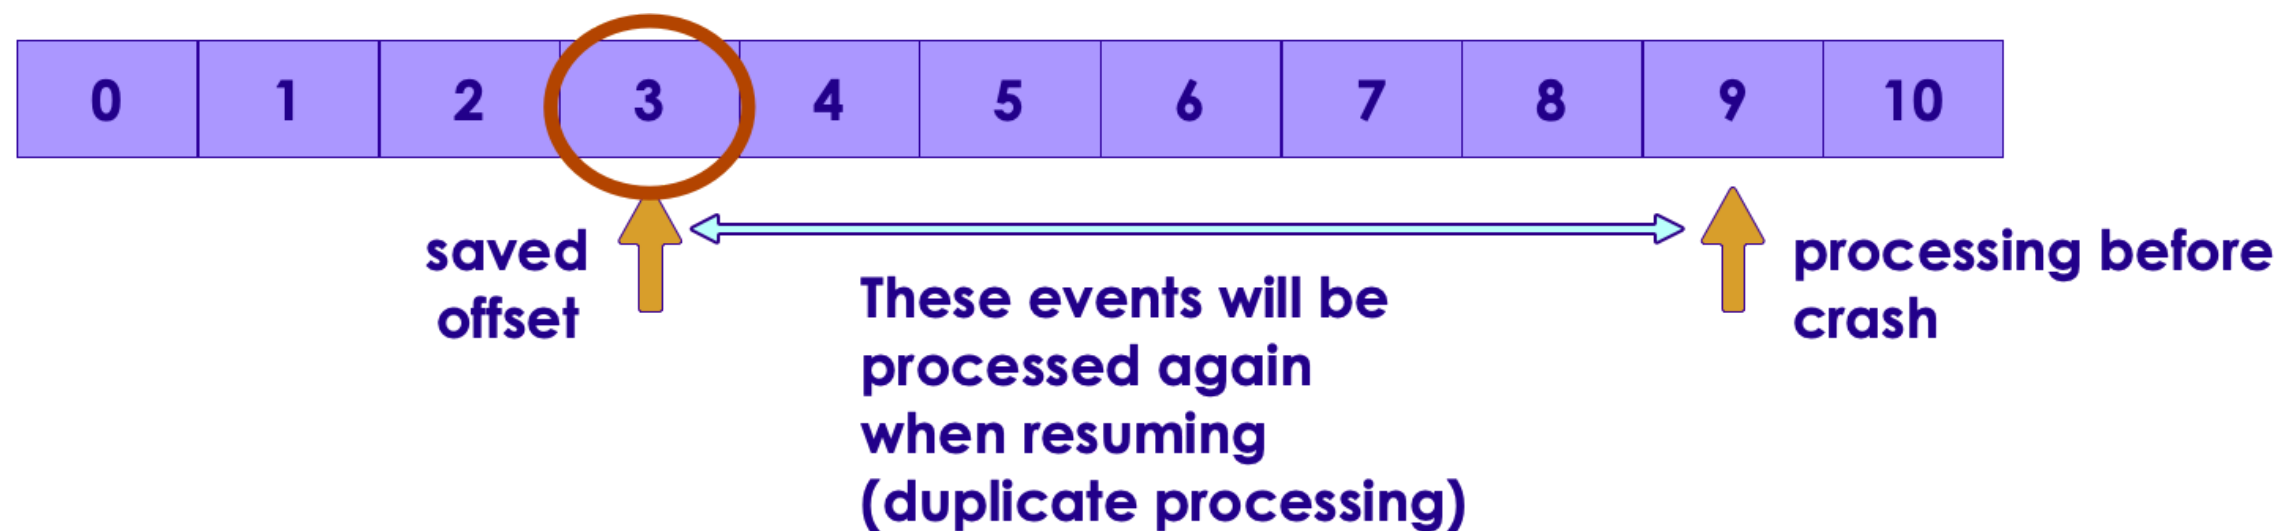 0 1 2 3 4 5 6 7 8 9 10
saved
offset
These events will be
processed again
when resuming
(duplicate processing)
processing before
crash